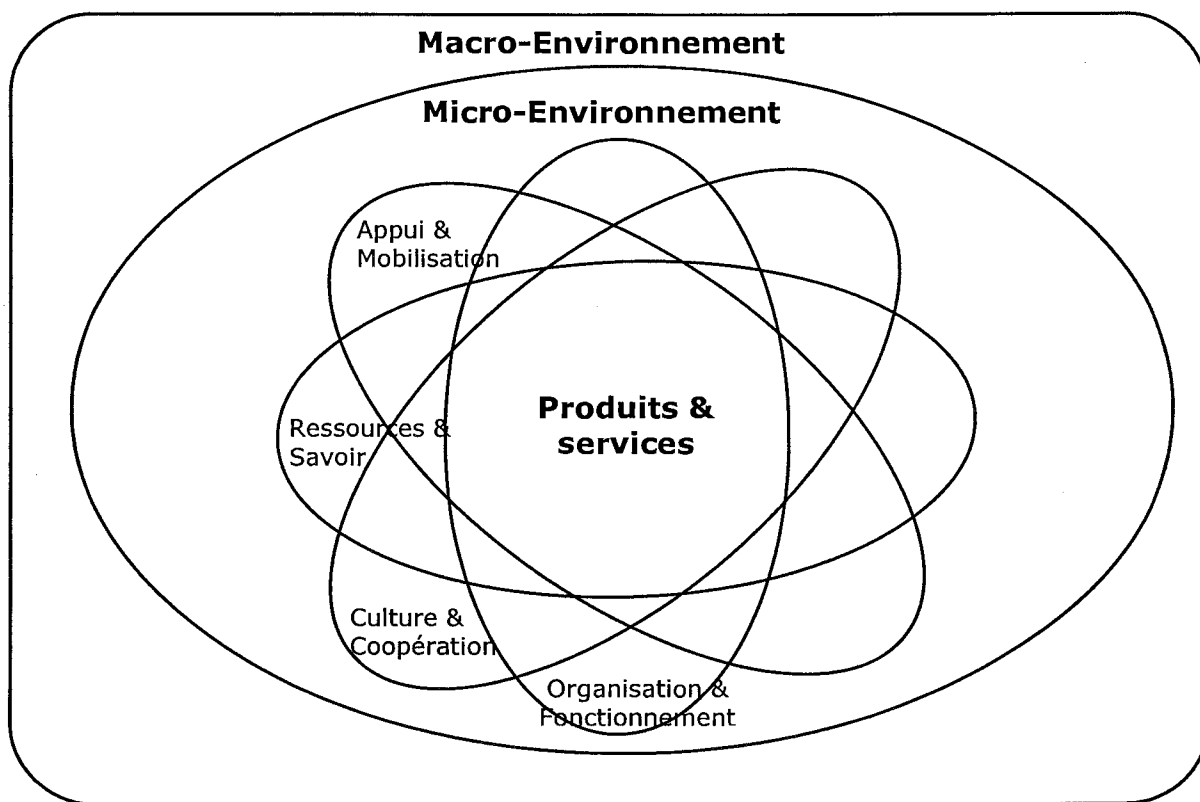 Macro-Environnement
Micro-Environnement
Appui &
Mobilisation
Produits &
services
Ressources &
Savoir
Culture &
Coopération
Organisation &
Fonctionnement